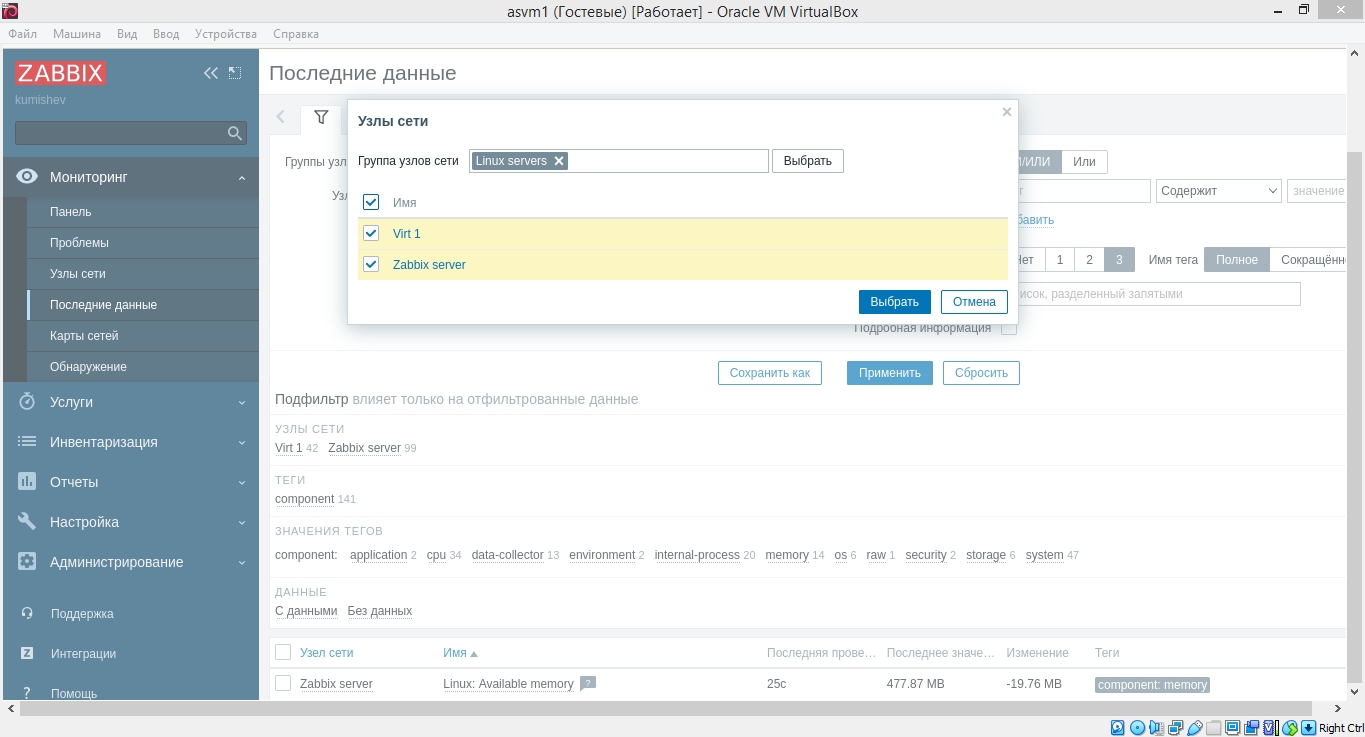 asvm1 (Гостевые) [Работает] - Oracle VM VirtualBox
Файл Машина Вид Ввод Устройства Справка
ZABBIX
kumishev
Мониторинг
Панель
Проблемы
Узлы сети
Последние данные
Карты сетей
Обнаружение
Услуги
Инвентаризация
Отчеты
Настройка
Администрирование
Поддержка
Интеграции
Помощь
Последние данные
Узлы сети
Группа узлов сети Linux servers Выбрать
Имя
Virt 1
Zabbix server
Выбрать Отмена
Группы узл
Уз
И/ИЛИ Или
Содержит значение
бавить
Нет 1 2 3 Имя тега Полное Сокращённ
исок, разделенный запятыми
Подробная информация
Сохранить как Применить Сбросить
Подфильтр влияет только на отфильтрованные данные
УЗЛЫ СЕТИ
Virt 1 42 Zabbix server 99
ТЕГИ
component 141
ЗНАЧЕНИЯ ТЕГОВ
component: application 2 cpu 34 data-collector 13 environment 2 internal-process 20 memory 14 os 6 raw 1 security 2 storage 6 system 47
ДАННЫЕ
С данными Без данных
Узел сети Имя Последняя прове... Последнее значе... Изменение Теги
Zabbix server Linux: Available memory ? 25с 477.87 MB -19.76 MB component: memory
Right Ctrl